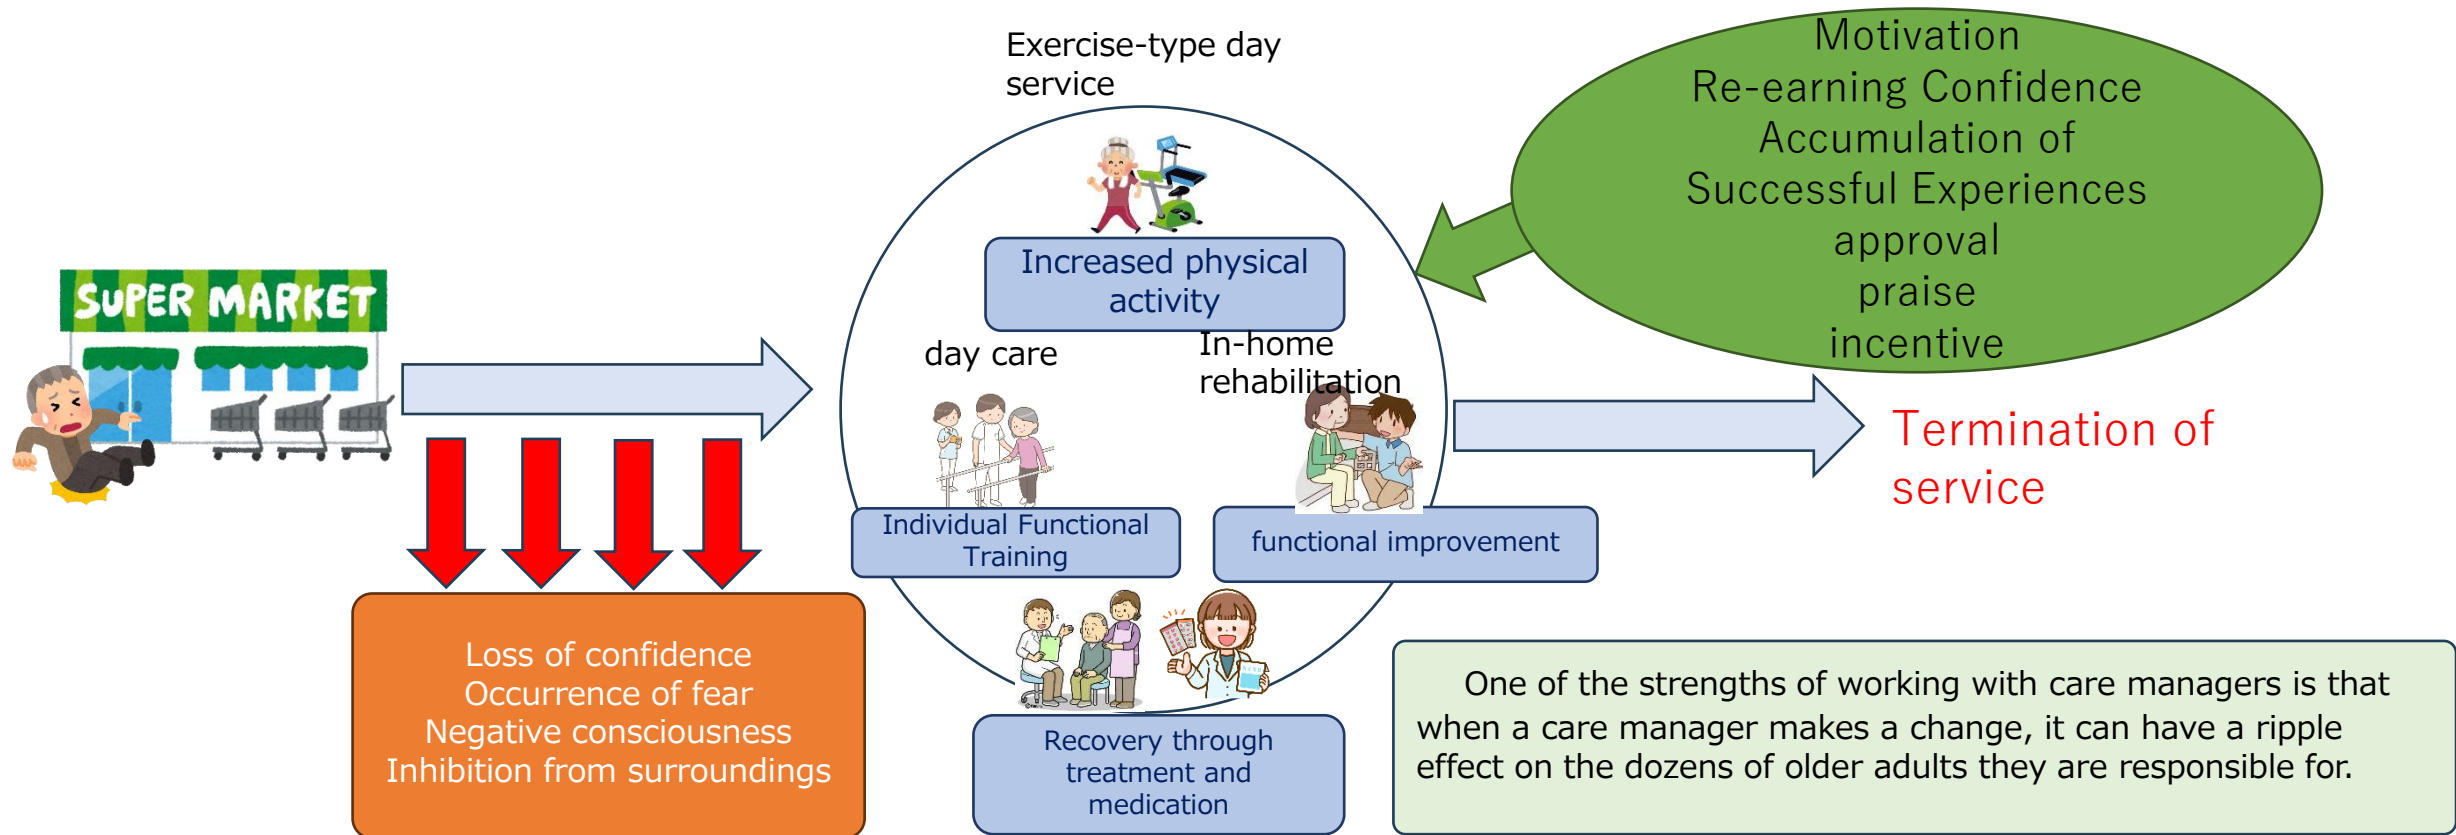 Exercise-type day
service
Motivation
Re-earning Confidence
Accumulation of
Successful Experiences
approval
praise
incentive
SUPER MARKET
Increased physical
activity
day care
In-home
rehabilitation
Individual Functional
Training
functional improvement
Termination of
service
Loss of confidence
Occurrence of fear
Negative consciousness
Inhibition from surroundings
Recovery through
treatment and
medication
One of the strengths of working with care managers is that
when a care manager makes a change, it can have a ripple
effect on the dozens of older adults they are responsible for.